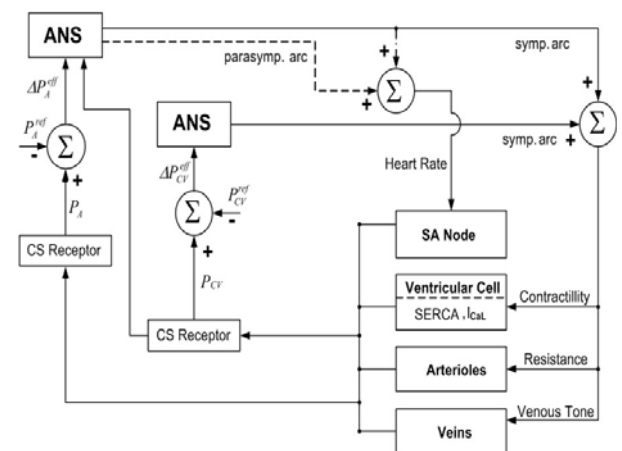 ANS
symp. arc
+
+
parasymp. arc
+
Σ
+
Σ
ΔP_A^eff
ANS
symp. arc
P_A^ref
-
Σ
+
Heart Rate
ΔP_CV^eff
P_CV^ref
Σ
-
+
P_A
SA Node
CS Receptor
P_CV
Ventricular Cell
SERCA , I_CaL
Contractillity
CS Receptor
Arterioles
Resistance
Venous Tone
Veins